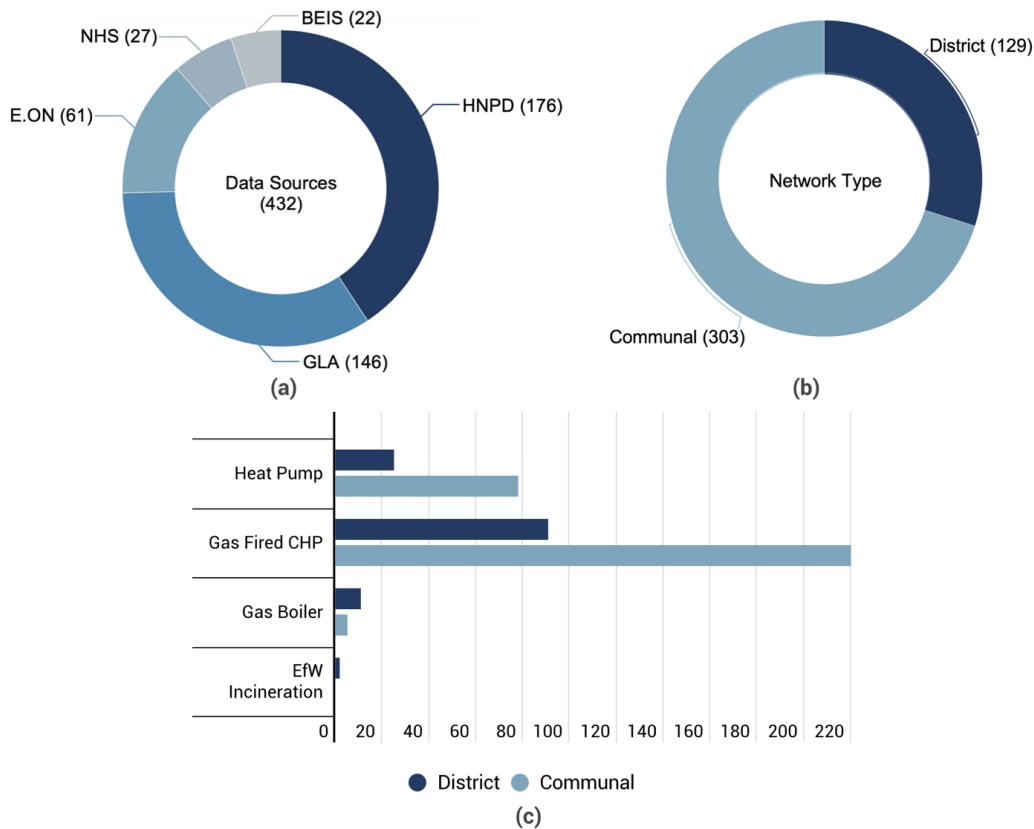 BEIS (22)
NHS (27)
HNPD (176)
E.ON (61)
Data Sources
(432)
GLA (146)
(a)
District (129)
Network Type
Communal (303)
(b)
Heat Pump
Gas Fired CHP
Gas Boiler
EfW
Incineration
0 20 40 60 80 100 120 140 160 180 200 220
District Communal
(c)